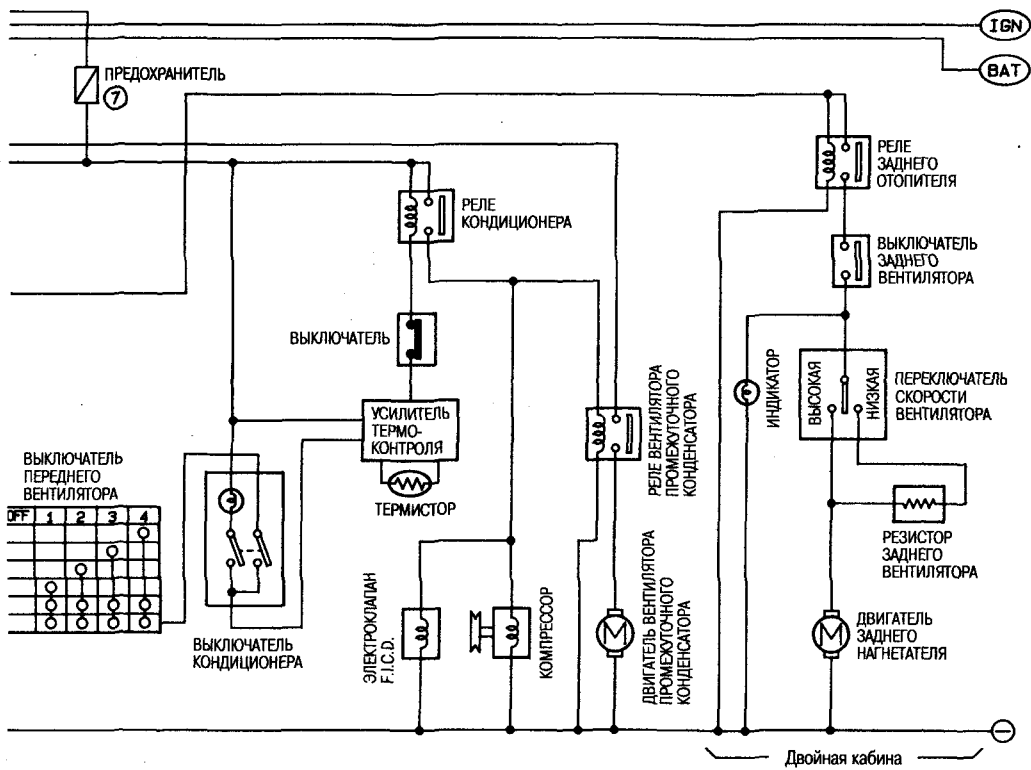 IGN
BAT
ПРЕДОХРАНИТЕЛЬ
7
РЕЛЕ
ЗАДНЕГО
ОТОПИТЕЛЯ
РЕЛЕ
КОНДИЦИОНЕРА
ВЫКЛЮЧАТЕЛЬ
ЗАДНЕГО
ВЕНТИЛЯТОРА
ВЫКЛЮЧАТЕЛЬ
ИНДИКАТОР
ВЫСОКАЯ
НИЗКАЯ
ПЕРЕКЛЮЧАТЕЛЬ
СКОРОСТИ
ВЕНТИЛЯТОРА
УСИЛИТЕЛЬ
ТЕРМО-
КОНТРОЛЯ
ТЕРМИСТОР
РЕЛЕ ВЕНТИЛЯТОРА
ПРОМЕЖУТОЧНОГО
КОНДЕНСАТОРА
ВЫКЛЮЧАТЕЛЬ
ПЕРЕДНЕГО
ВЕНТИЛЯТОРА
OFF 1 2 3 4
РЕЗИСТОР
ЗАДНЕГО
ВЕНТИЛЯТОРА
ВЫКЛЮЧАТЕЛЬ
КОНДИЦИОНЕРА
ЭЛЕКТРОКЛАПАН
F.I.C.D.
КОМПРЕССОР
M
ДВИГАТЕЛЬ ВЕНТИЛЯТОРА
ПРОМЕЖУТОЧНОГО
КОНДЕНСАТОРА
M
ДВИГАТЕЛЬ
ЗАДНЕГО
НАГНЕТАТЕЛЯ
Двойная кабина